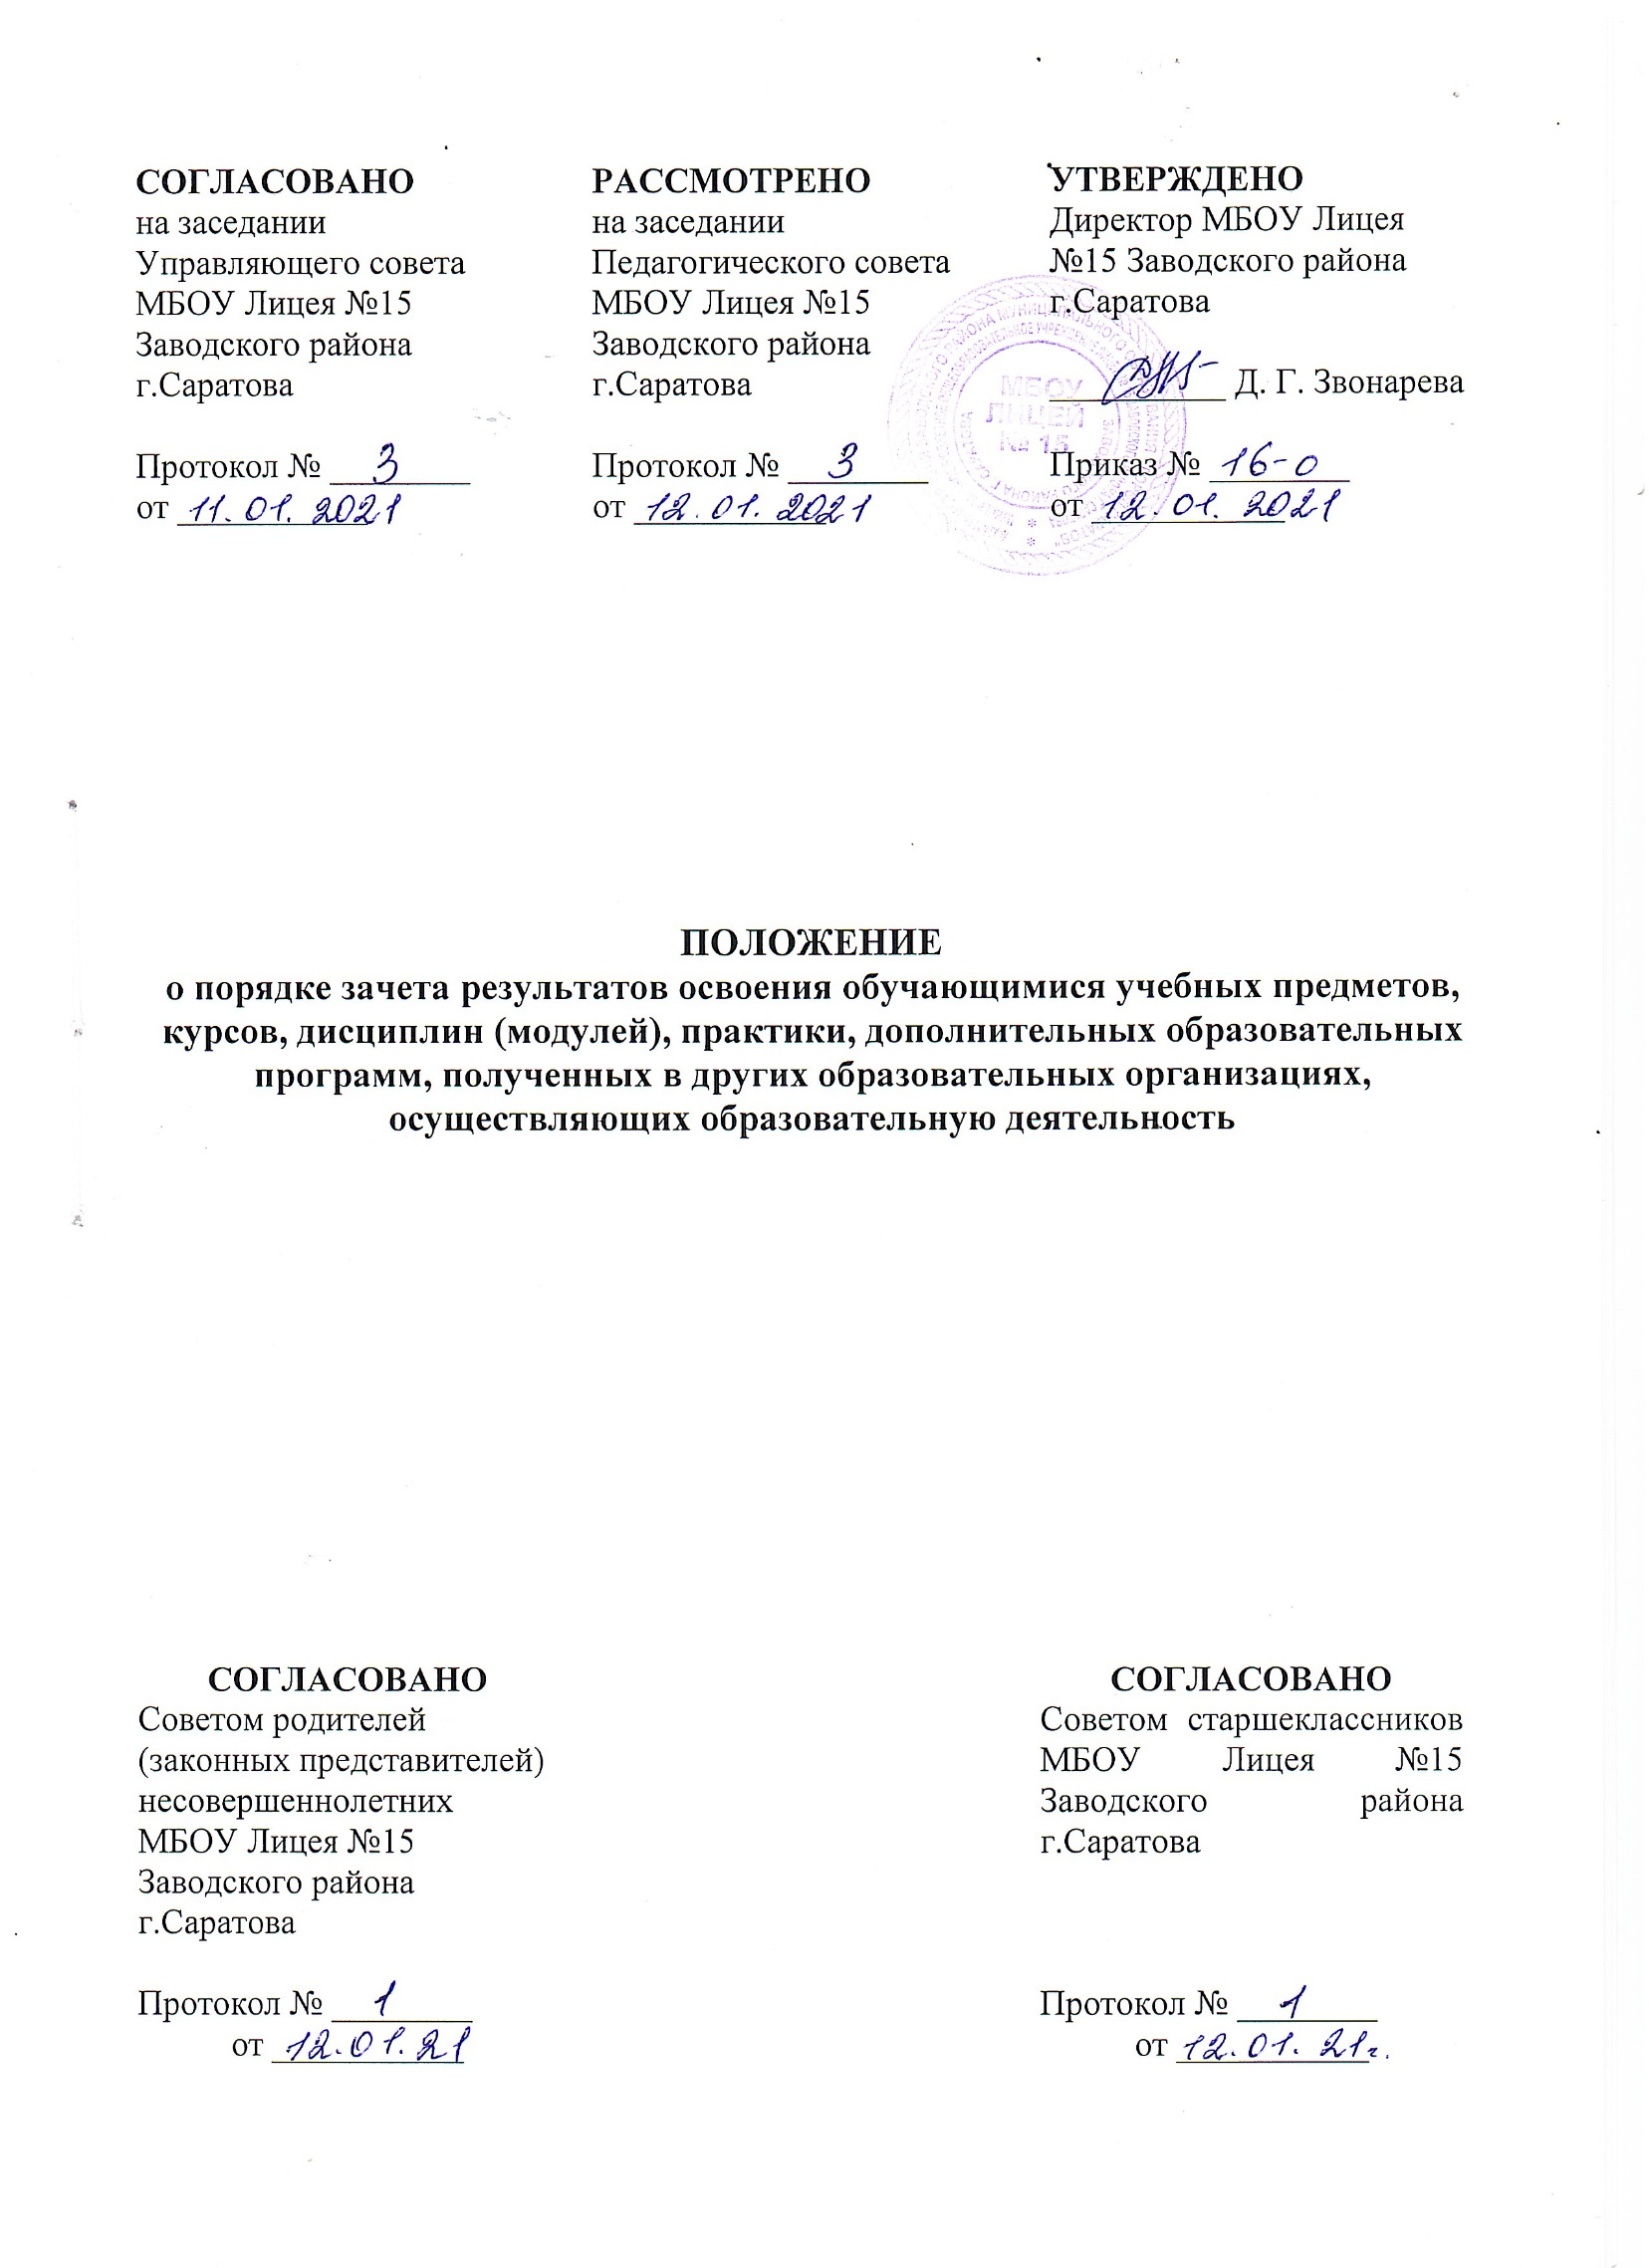 СОГЛАСОВАНО
на заседании
Управляющего совета
МБОУ Лицея №15
Заводского района
г.Саратова
Протокол № 3
от 11.01.2021
РАССМОТРЕНО
на заседании
Педагогического совета
МБОУ Лицея №15
Заводского района
г.Саратова
Протокол № 3
от 12.01.2021
УТВЕРЖДЕНО
Директор МБОУ Лицея
№15 Заводского района
г.Саратова
Д. Г. Звонарева
Приказ № 16-о
от 12.01.2021
МБОУ
ЛИЦЕЙ
№ 15
ПОЛОЖЕНИЕ
о порядке зачета результатов освоения обучающимися учебных предметов,
курсов, дисциплин (модулей), практики, дополнительных образовательных
программ, полученных в других образовательных организациях,
осуществляющих образовательную деятельность
СОГЛАСОВАНО
Советом родителей
(законных представителей)
несовершеннолетних
МБОУ Лицея №15
Заводского района
г.Саратова
Протокол № 1
от 12.01.21
СОГЛАСОВАНО
Советом старшеклассников
МБОУ Лицея №15
Заводского района
г.Саратова
Протокол № 1
от 12.01.21г.